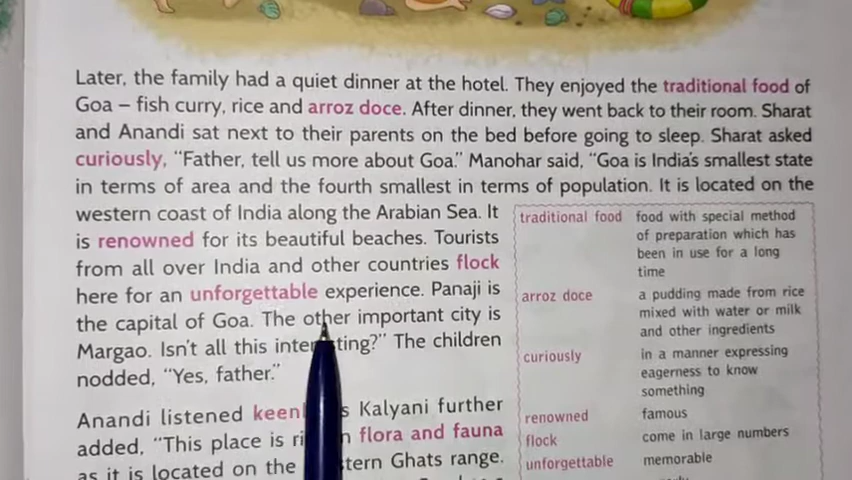 Later, the family had a quiet dinner at the hotel. They enjoyed the traditional food of
Goa – fish curry, rice and arroz doce. After dinner, they went back to their room. Sharat
and Anandi sat next to their parents on the bed before going to sleep. Sharat asked
curiously, “Father, tell us more about Goa.” Manohar said, “Goa is India's smallest state
in terms of area and the fourth smallest in terms of population. It is located on the
western coast of India along the Arabian Sea. It
is renowned for its beautiful beaches. Tourists
from all over India and other countries flock
here for an unforgettable experience. Panaji is
the capital of Goa. The other important city is
Margao. Isn't all this The children
nodded, “Yes, father.”
Anandi listened Kalyani further
added, “This place is flora and fauna
as it is located on the Ghats range.
traditional food food with special method
of preparation which has
been in use for a long
time
arroz doce a pudding made from rice
mixed with water or milk
and other ingredients
curiously in a manner expressing
eagerness to know
something
renowned famous
flock come in large numbers
unforgettable memorable